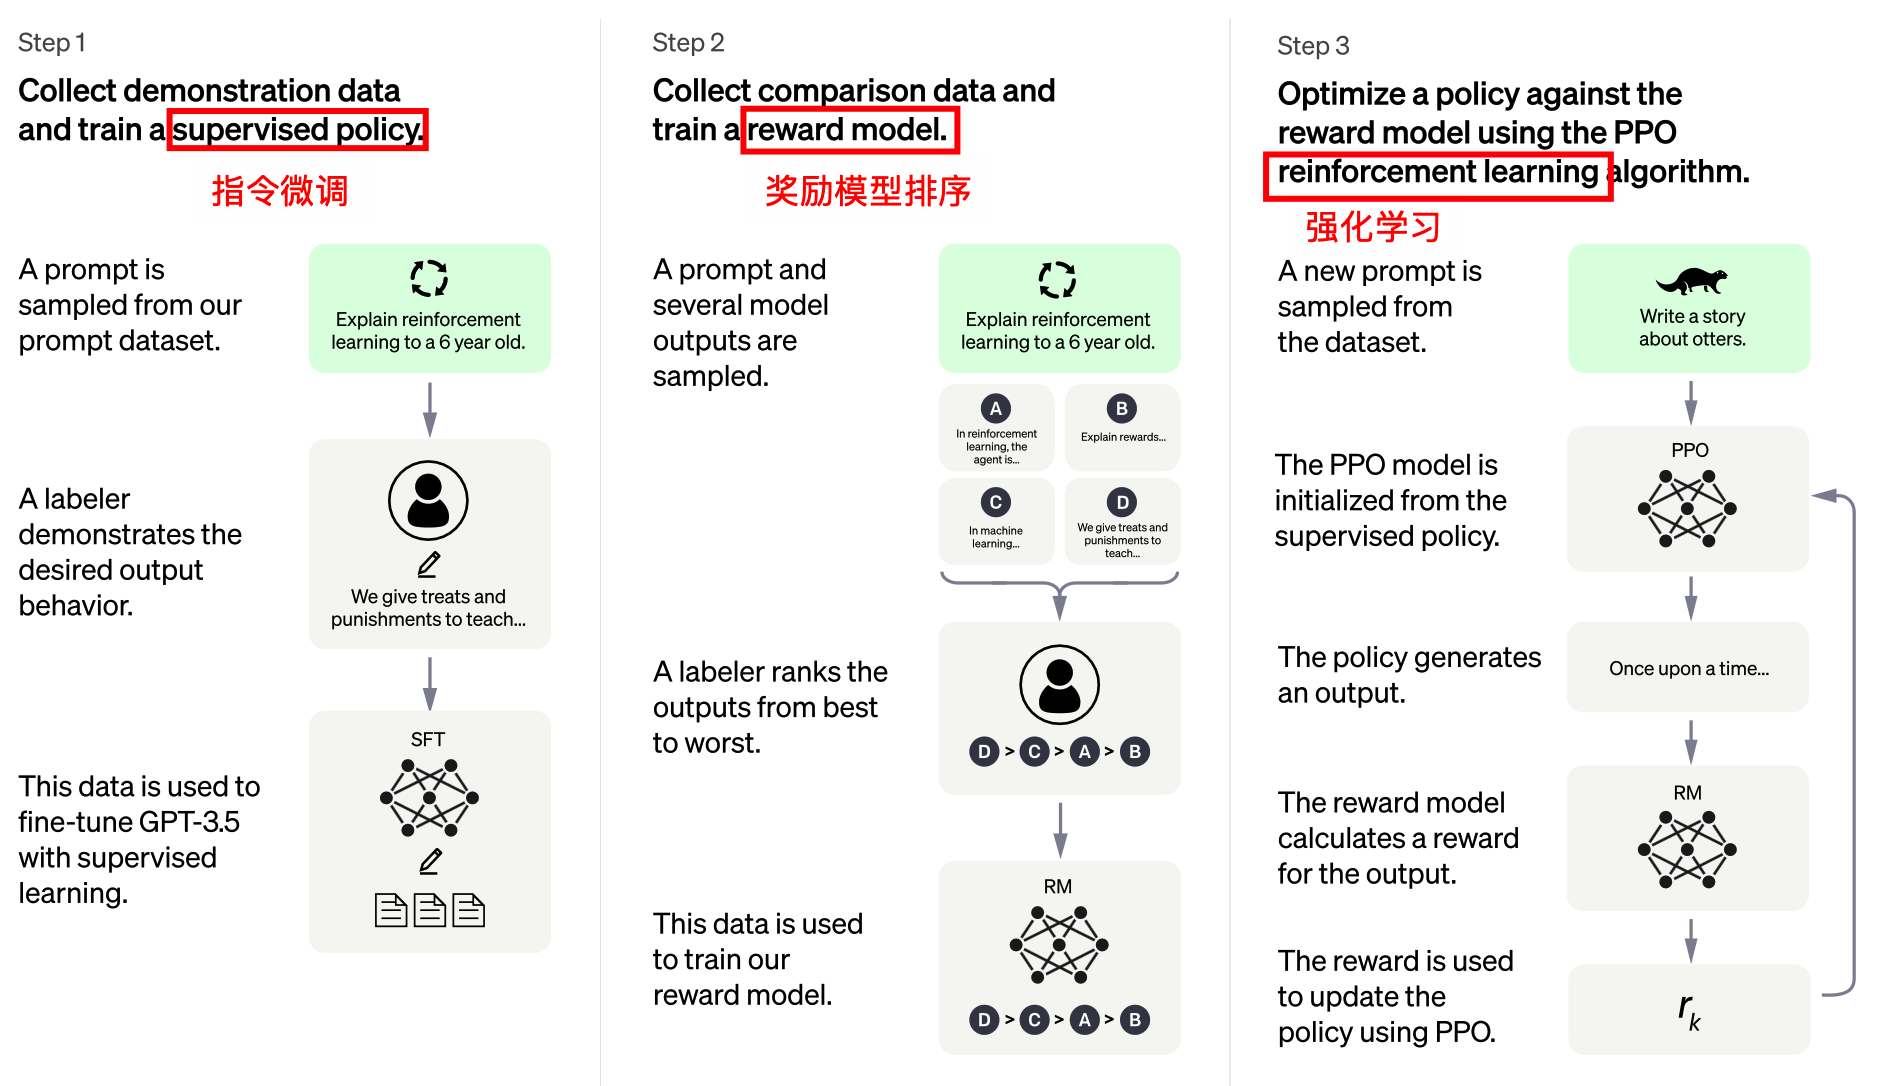 Step 1
Collect demonstration data
and train a supervised policy.
指令微调
A prompt is
sampled from our
prompt dataset.
Explain reinforcement
learning to a 6 year old.
A labeler
demonstrates the
desired output
behavior.
We give treats and
punishments to teach...
This data is used to
fine-tune GPT-3.5
with supervised
learning.
SFT
Step 2
Collect comparison data and
train a reward model.
奖励模型排序
A prompt and
several model
outputs are
sampled.
Explain reinforcement
learning to a 6 year old.
A
In reinforcement
learning, the
agent is...
B
Explain rewards...
C
In machine
learning...
D
We give treats and
punishments to
teach...
A labeler ranks the
outputs from best
to worst.
D > C > A > B
This data is used
to train our
reward model.
RM
D > C > A > B
Step 3
Optimize a policy against the
reward model using the PPO
reinforcement learning algorithm.
强化学习
A new prompt is
sampled from
the dataset.
Write a story
about otters.
The PPO model is
initialized from the
supervised policy.
PPO
The policy generates
an output.
Once upon a time...
The reward model
calculates a reward
for the output.
RM
The reward is used
to update the
policy using PPO.
rk